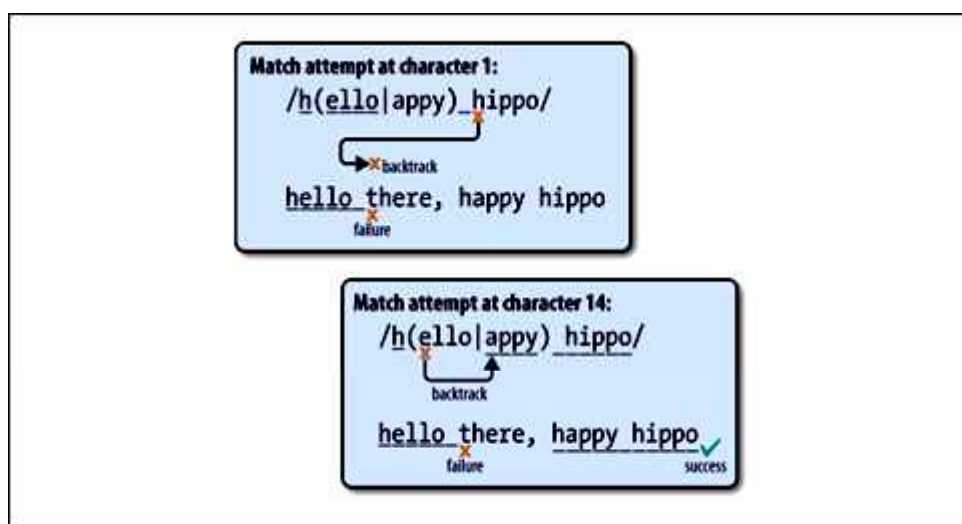 Match attempt at character 1:
/h(ello|appy) hippo/
backtrack
hello there, happy hippo
failure
Match attempt at character 14:
/h(ello|appy) hippo/
backtrack
hello there, happy hippo
failure success